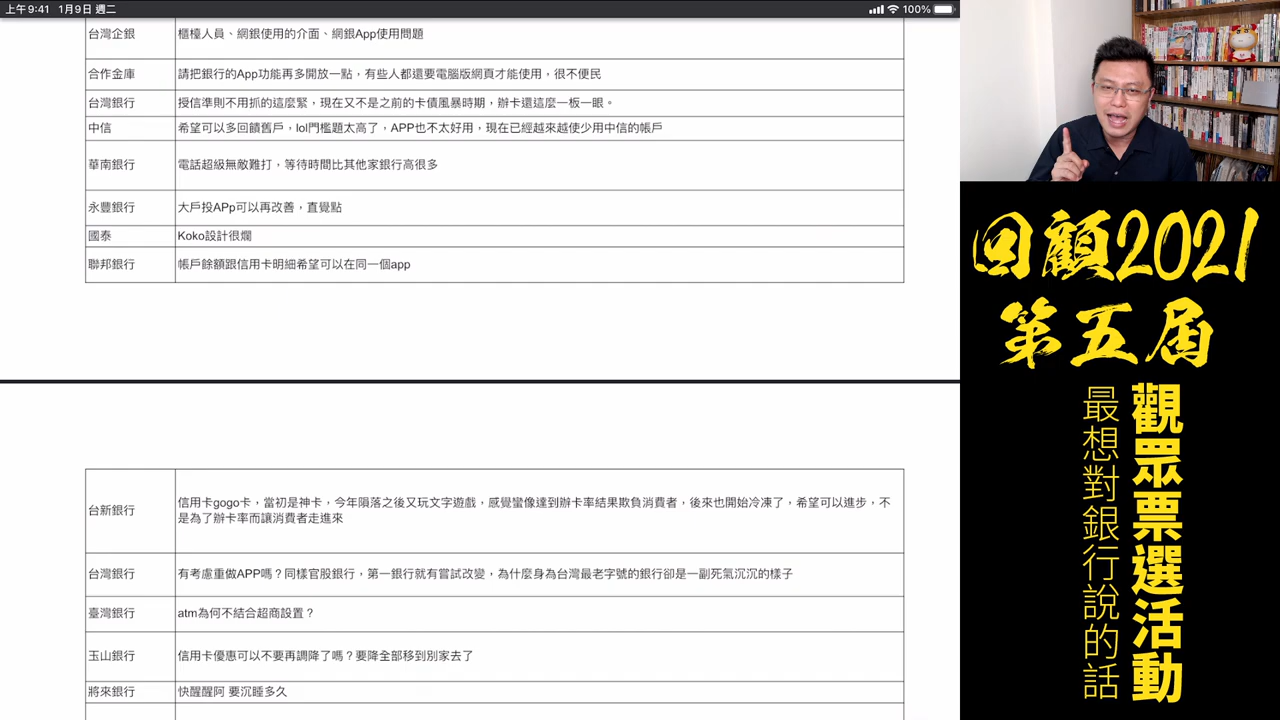 上午9:41 1月9日 週二
100%
台灣企銀 櫃檯人員、網銀使用的介面、網銀App使用問題
合作金庫 請把銀行的App功能再多開放一點，有些人都還要電腦版網頁才能使用，很不便民
台灣銀行 授信準則不用抓的這麼緊，現在又不是之前的卡債風暴時期，辦卡還這麼一板一眼。
中信 希望可以多回饋舊戶，lol門檻題太高了，APP也不太好用，現在已經越來越使少用中信的帳戶
華南銀行 電話超級無敵難打，等待時間比其他家銀行高很多
永豐銀行 大戶投APp可以再改善，直覺點
國泰 Koko設計很爛
聯邦銀行 帳戶餘額跟信用卡明細希望可以在同一個app
台新銀行 信用卡gogo卡，當初是神卡，今年隕落之後又玩文字遊戲，感覺蠻像達到辦卡率結果欺負消費者，後來也開始冷凍了，希望可以進步，不
是為了辦卡率而讓消費者走進來
台灣銀行 有考慮重做APP嗎？同樣官股銀行，第一銀行就有嘗試改變，為什麼身為台灣最老字號的銀行卻是一副死氣沉沉的樣子
臺灣銀行 atm為何不結合超商設置？
玉山銀行 信用卡優惠可以不要再調降了嗎？要降全部移到別家去了
將來銀行 快醒醒阿 要沉睡多久
回顧2021
第五屆
觀眾票選活動
最想對銀行說的話